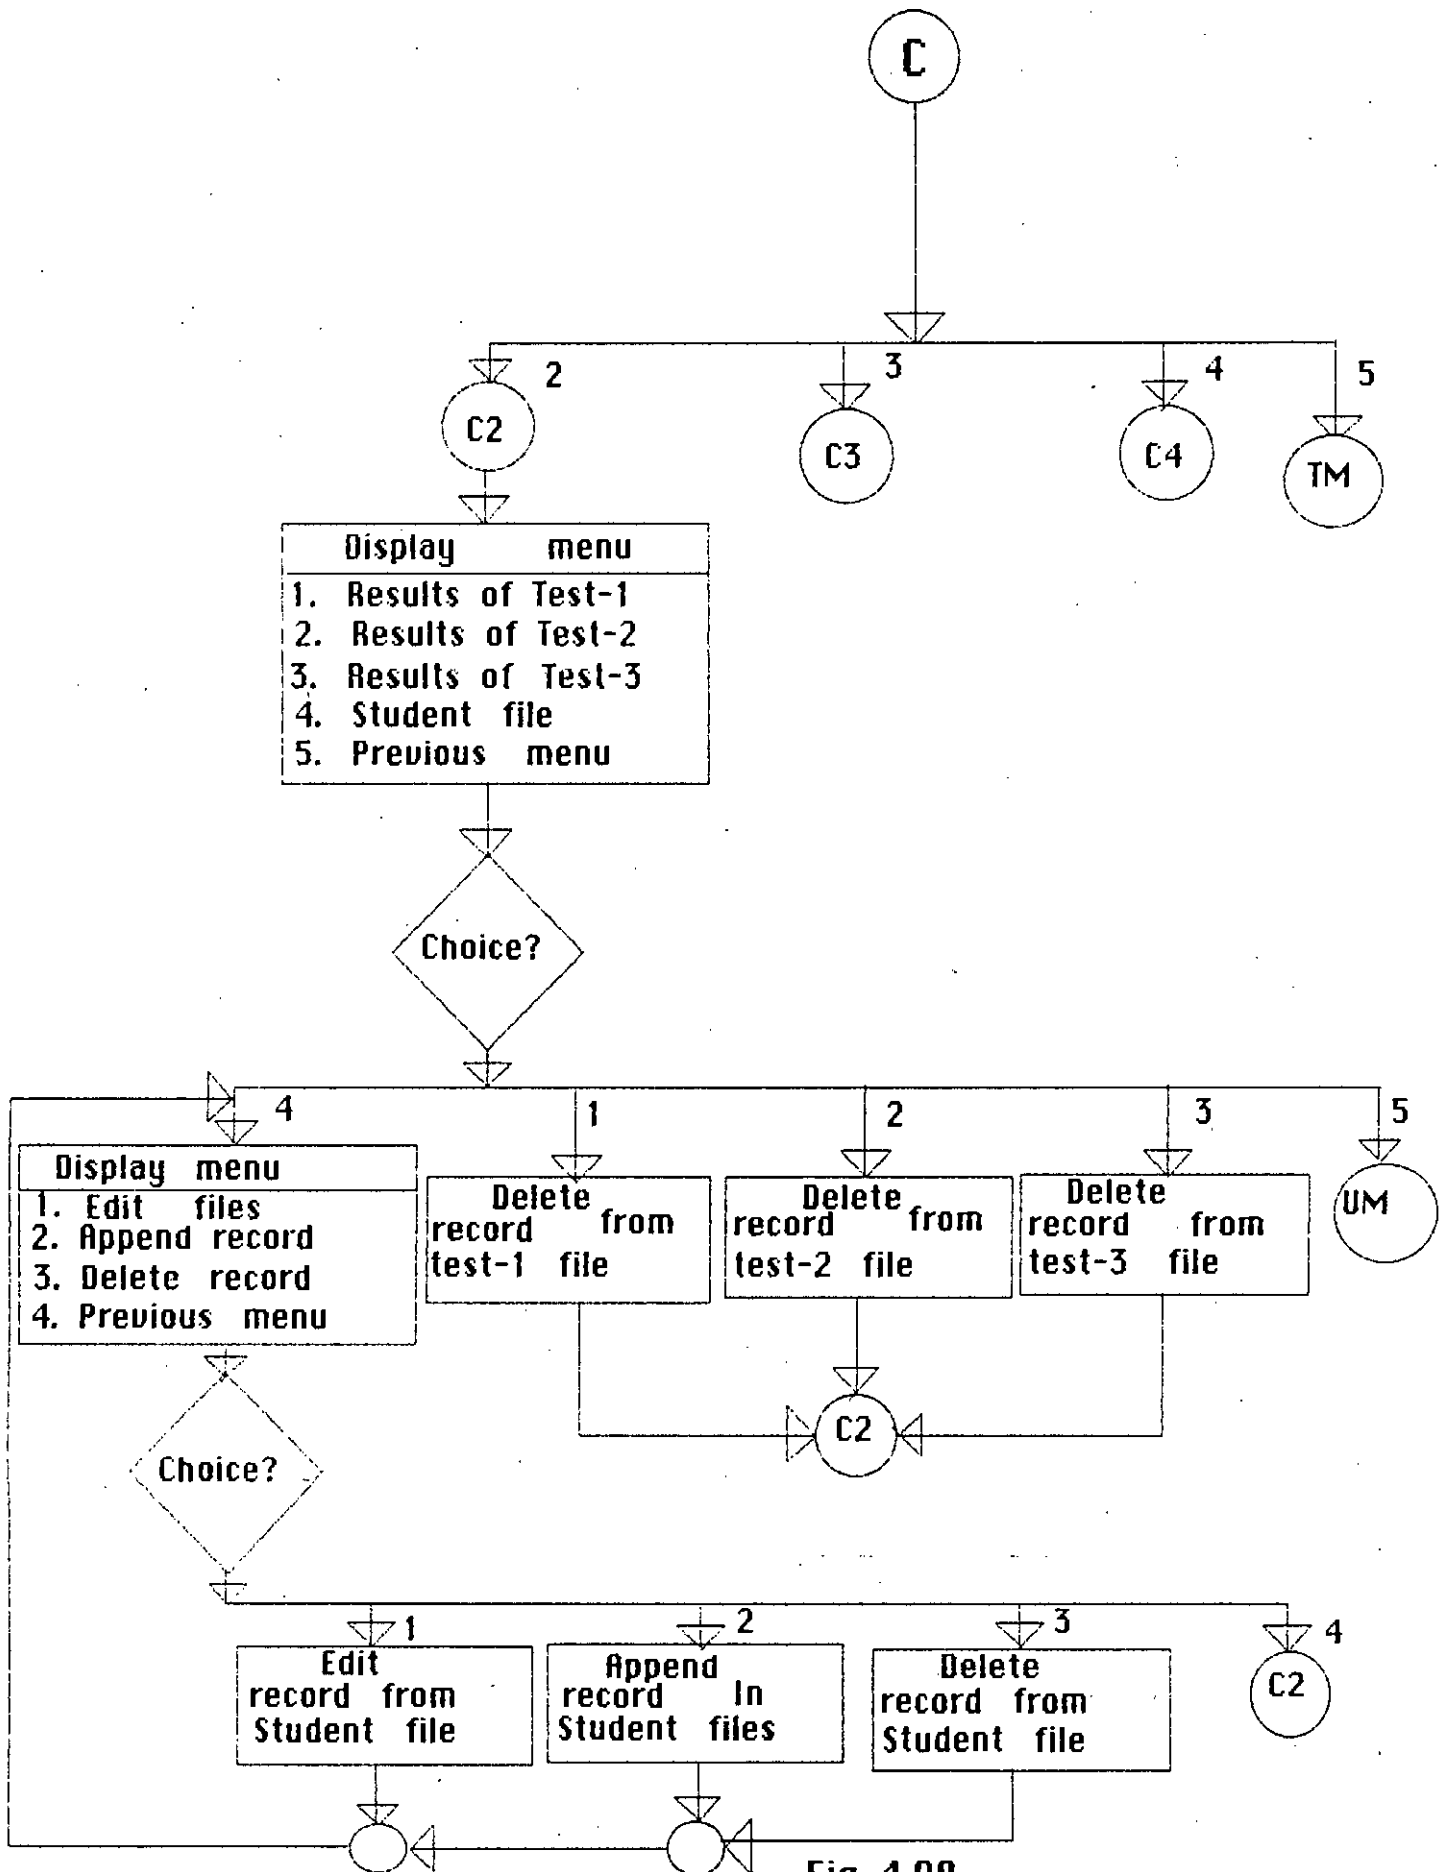 C
2
3
4
5
C2
C3
C4
TM
Display menu
1. Results of Test-1
2. Results of Test-2
3. Results of Test-3
4. Student file
5. Previous menu
Choice?
4
1
2
3
5
Display menu
1. Edit files
2. Append record
3. Delete record
4. Previous menu
Delete
record from
test-1 file
Delete
record from
test-2 file
Delete
record from
test-3 file
UM
C2
Choice?
1
2
3
4
Edit
record from
Student file
Append
record In
Student files
Delete
record from
Student file
C2